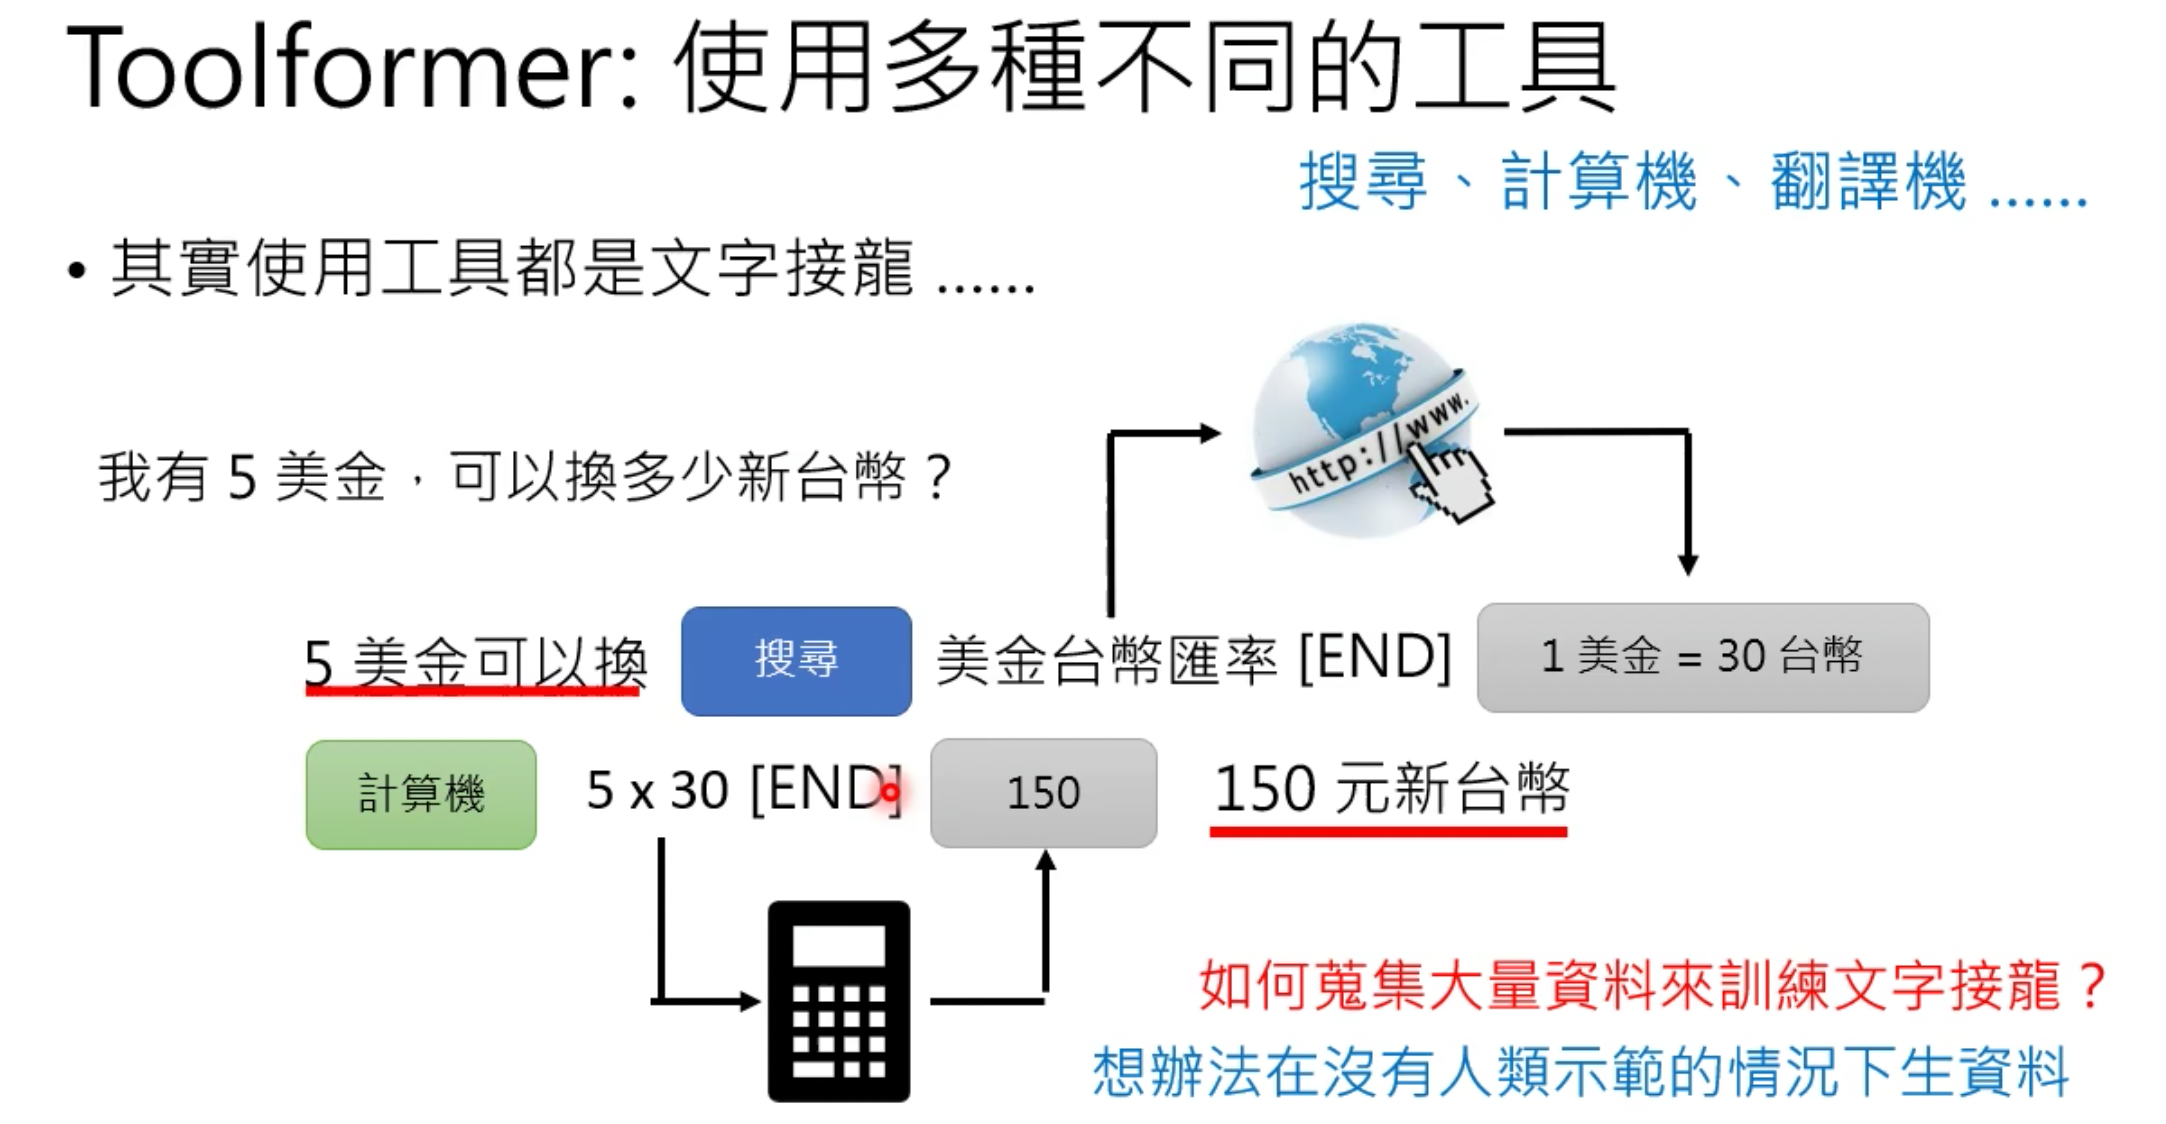 Toolformer: 使用多種不同的工具
搜尋、計算機、翻譯機 ......
• 其實使用工具都是文字接龍 ......
http://www.
我有 5 美金，可以換多少新台幣？
5 美金可以換 搜尋 美金台幣匯率 [END] 1 美金 = 30 台幣
計算機 5 x 30 [END] 150 150 元新台幣
如何蒐集大量資料來訓練文字接龍？
想辦法在沒有人類示範的情況下生資料